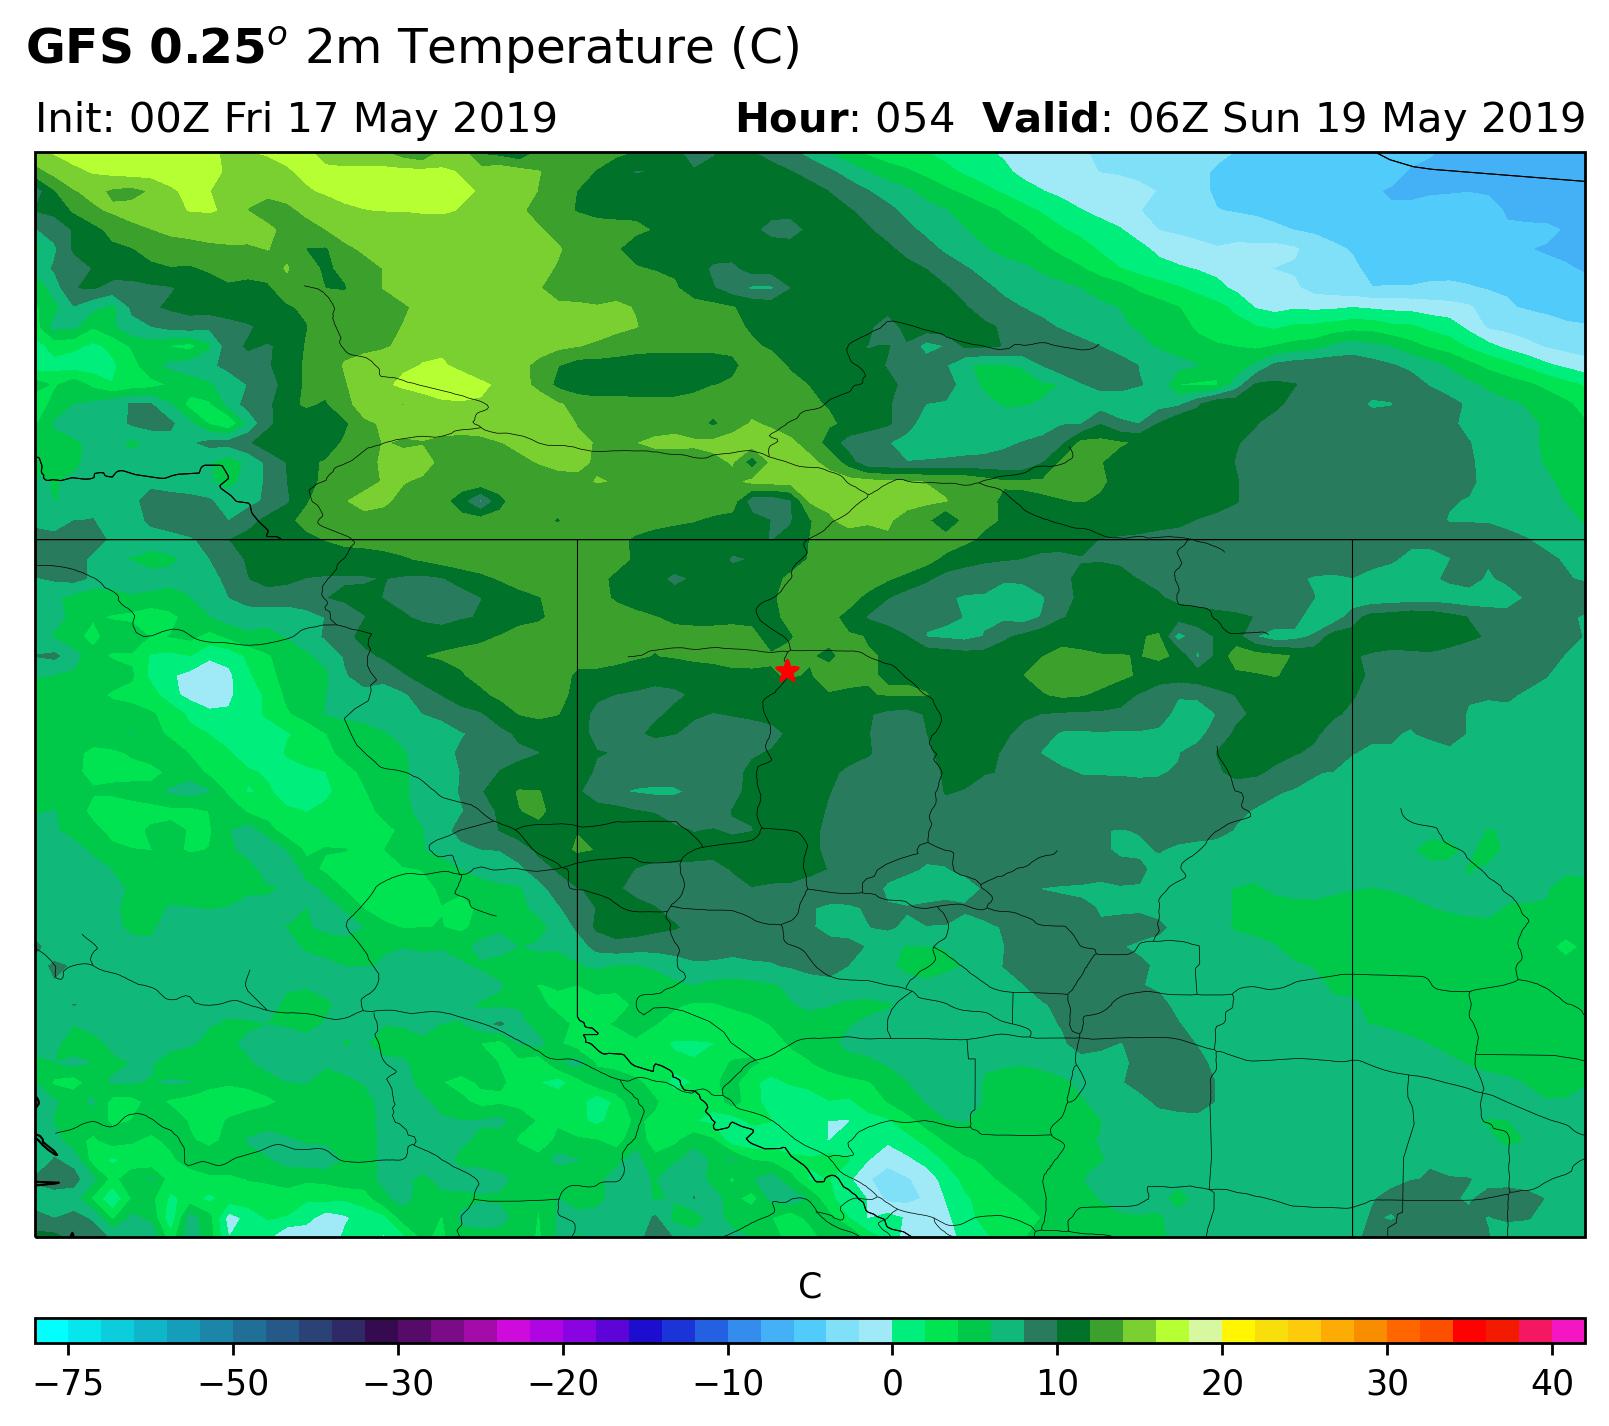 GFS 0.25° 2m Temperature (C)
Init: 00Z Fri 17 May 2019 Hour: 054 Valid: 06Z Sun 19 May 2019
C
−75 −50 −30 −20 −10 0 10 20 30 40